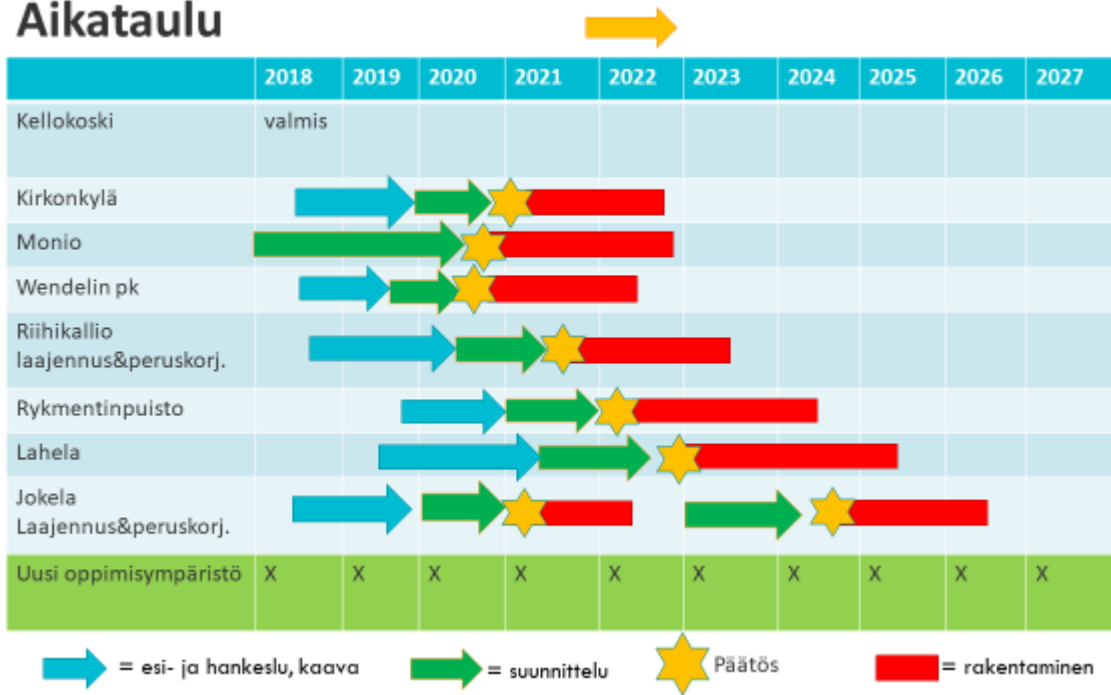 Aikataulu
2018 2019 2020 2021 2022 2023 2024 2025 2026 2027
Kellokoski valmis
Kirkonkylä
Monio
Wendelin pk
Riihikallio
laajennus&peruskorj.
Rykmentinpuisto
Lahela
Jokela
Laajennus&peruskorj.
Uusi oppimisympäristö X X X X X X X X X X
= esi- ja hankeslu, kaava = suunnittelu Päätös = rakentaminen